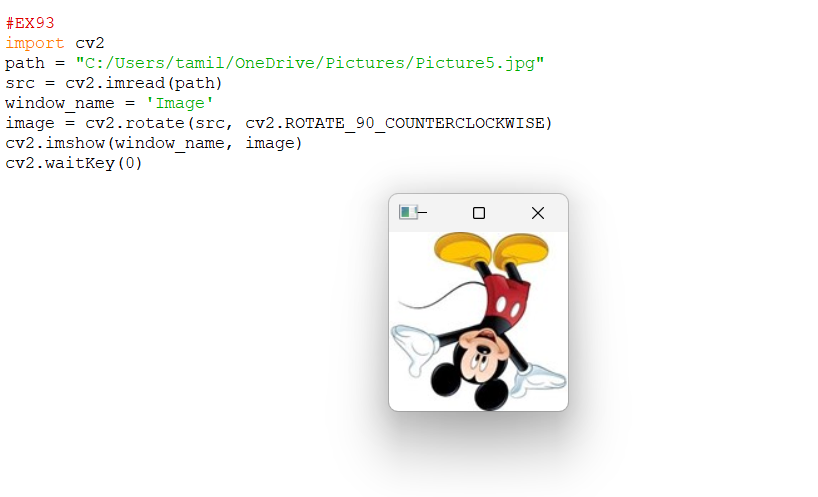 #EX93
import cv2
path = "C:/Users/tamil/OneDrive/Pictures/Picture5.jpg"
src = cv2.imread(path)
window_name = 'Image'
image = cv2.rotate(src, cv2.ROTATE_90_COUNTERCLOCKWISE)
cv2.imshow(window_name, image)
cv2.waitKey(0)